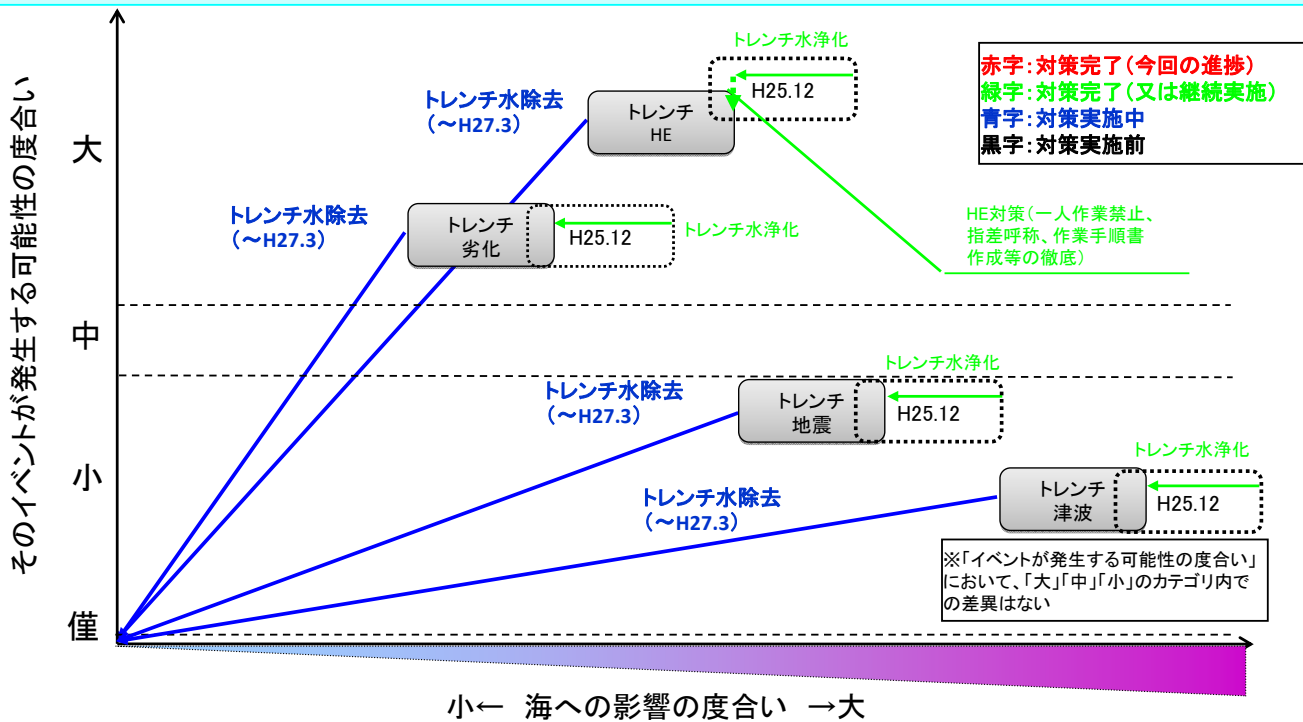 そのイベントが発生する可能性の度合い
大
中
小
僅
トレンチ水浄化
H25.12
トレンチ水除去
(~H27.3)
トレンチ
HE
赤字:対策完了(今回の進捗)
緑字:対策完了(又は継続実施)
青字:対策実施中
黒字:対策実施前
トレンチ水除去
(~H27.3)
トレンチ
劣化
H25.12
トレンチ水浄化
HE対策(一人作業禁止、
指差呼称、作業手順書
作成等の徹底)
トレンチ水除去
(~H27.3)
トレンチ
地震
トレンチ水浄化
H25.12
トレンチ水除去
(~H27.3)
トレンチ
津波
トレンチ水浄化
H25.12
※「イベントが発生する可能性の度合い」
において、「大」「中」「小」のカテゴリ内で
の差異はない
小← 海への影響の度合い →大